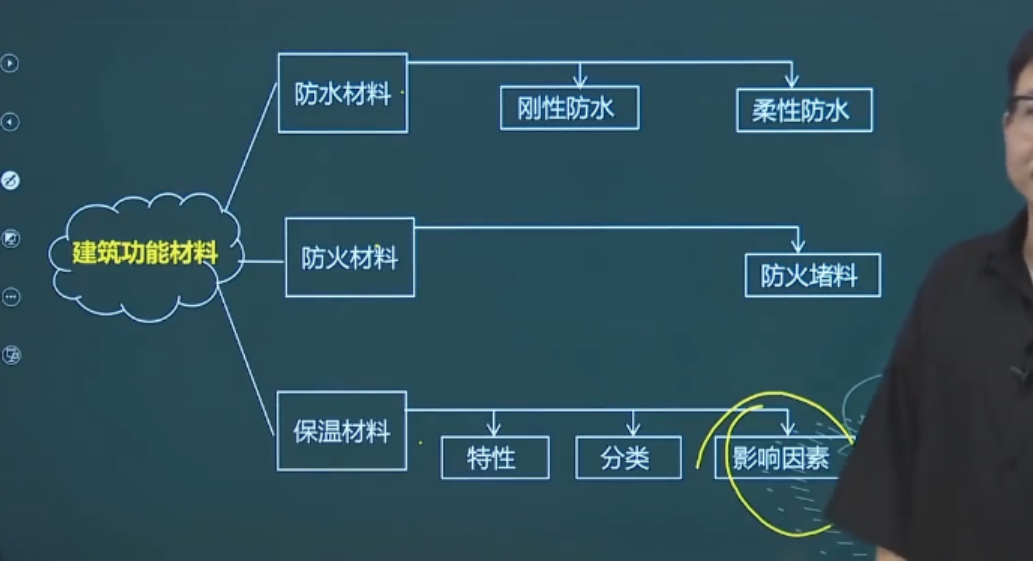 防水材料
刚性防水
柔性防水
建筑功能材料
防火材料
防火堵料
保温材料
特性
分类
影响因素